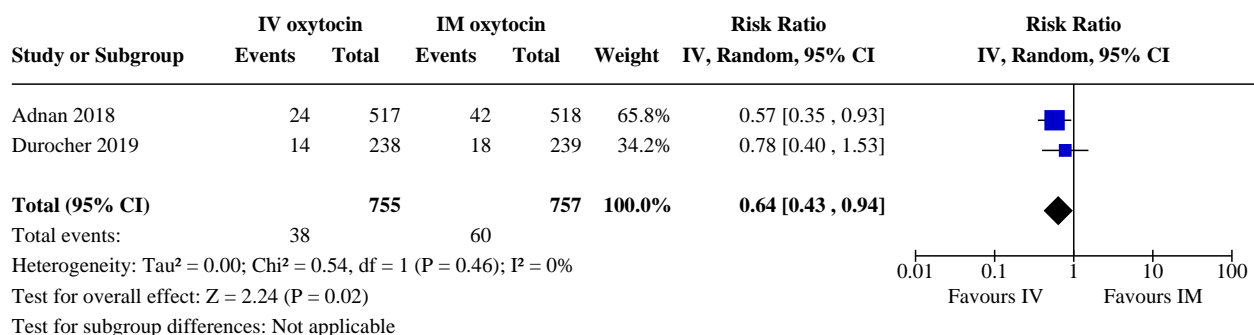 IV oxytocin IM oxytocin Risk Ratio Risk Ratio
Study or Subgroup Events Total Events Total Weight IV, Random, 95% CI IV, Random, 95% CI
Adnan 2018 24 517 42 518 65.8% 0.57 [0.35 , 0.93]
Durocher 2019 14 238 18 239 34.2% 0.78 [0.40 , 1.53]
Total (95% CI) 755 757 100.0% 0.64 [0.43 , 0.94]
Total events: 38 60
Heterogeneity: Tau² = 0.00; Chi² = 0.54, df = 1 (P = 0.46); I² = 0%
0.01 0.1 1 10 100
Test for overall effect: Z = 2.24 (P = 0.02)
Favours IV Favours IM
Test for subgroup differences: Not applicable